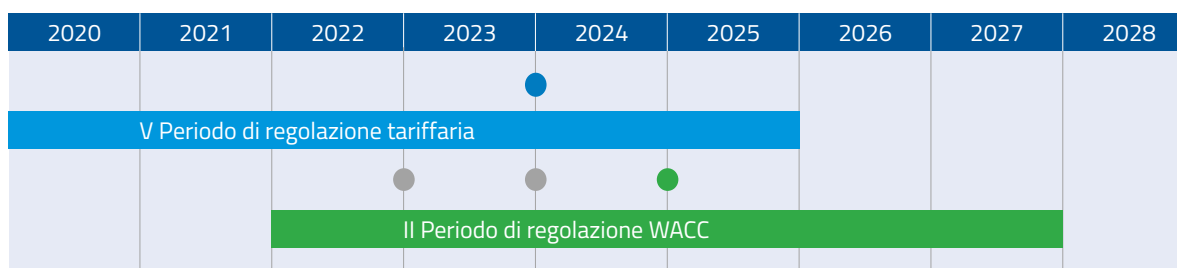 2020 2021 2022 2023 2024 2025 2026 2027 2028
V Periodo di regolazione tariffaria
II Periodo di regolazione WACC